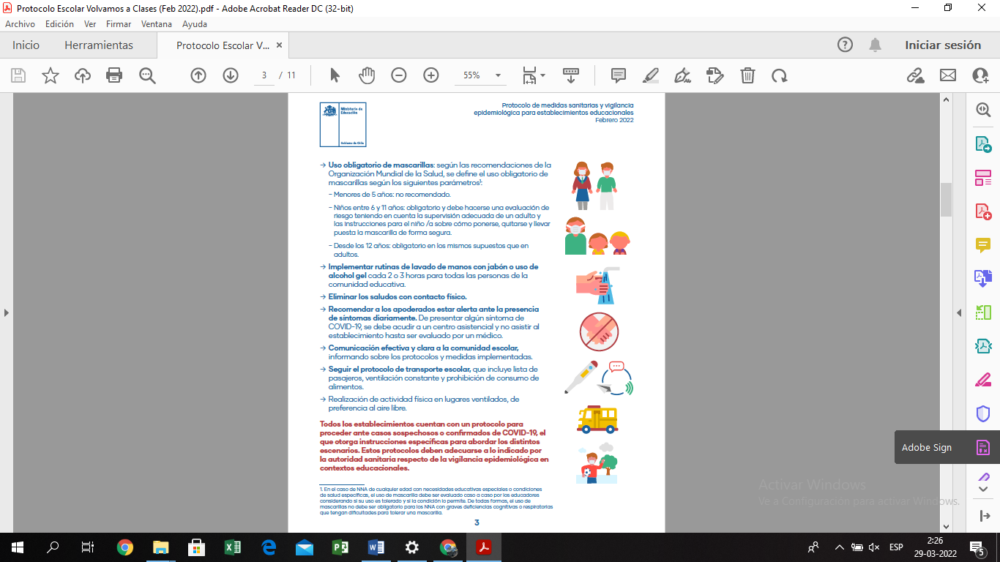 Protocolo Escolar Volvamos a Clases (Feb 2022).pdf - Adobe Acrobat Reader DC (32-bit)
Archivo Edición Ver Firmar Ventana Ayuda
Inicio Herramientas Protocolo Escolar V... Iniciar sesión
3 / 11 55%
Ministerio de
Educación
Gobierno de Chile
Protocolo de medidas sanitarias y vigilancia
epidemiológica para establecimientos educacionales
Febrero 2022
→ Uso obligatorio de mascarillas: según las recomendaciones de la
Organización Mundial de la Salud, se define el uso obligatorio de
mascarillas según los siguientes parámetros¹:
– Menores de 5 años: no recomendado.
– Niños entre 6 y 11 años: obligatorio y debe hacerse una evaluación de
riesgo teniendo en cuenta la supervisión adecuada de un adulto y
las instrucciones para el niño /a sobre cómo ponerse, quitarse y llevar
puesta la mascarilla de forma segura.
– Desde los 12 años: obligatorio en los mismos supuestos que en
adultos.
→ Implementar rutinas de lavado de manos con jabón o uso de
alcohol gel cada 2 o 3 horas para todas las personas de la
comunidad educativa.
→ Eliminar los saludos con contacto físico.
→ Recomendar a los apoderados estar alerta ante la presencia
de síntomas diariamente. De presentar algún síntoma de
COVID-19, se debe acudir a un centro asistencial y no asistir al
establecimiento hasta ser evaluado por un médico.
→ Comunicación efectiva y clara a la comunidad escolar,
informando sobre los protocolos y medidas implementadas.
→ Seguir el protocolo de transporte escolar, que incluye lista de
pasajeros, ventilación constante y prohibición de consumo de
alimentos.
→ Realización de actividad física en lugares ventilados, de
preferencia al aire libre.
Todos los establecimientos cuentan con un protocolo para
proceder ante casos sospechosos o confirmados de COVID-19, el
que otorga instrucciones específicas para abordar los distintos
escenarios. Estos protocolos deben adecuarse a lo indicado por
la autoridad sanitaria respecto de la vigilancia epidemiológica en
contextos educacionales.
1. En el caso de NNA de cualquier edad con necesidades educativas especiales o condiciones
de salud específicas, el uso de mascarilla debe ser evaluado caso a caso por los educadores
considerando si su uso es tolerado y si la condición lo permite. De todas formas, el uso de
mascarillas no debe ser obligatorio para los NNA con graves deficiencias cognitivas o respiratorias
que tengan dificultades para tolerar una mascarilla.
3
Adobe Sign
Activar Windows
Ve a Configuración para activar Windows.
ESP
2:26
29-03-2022
5